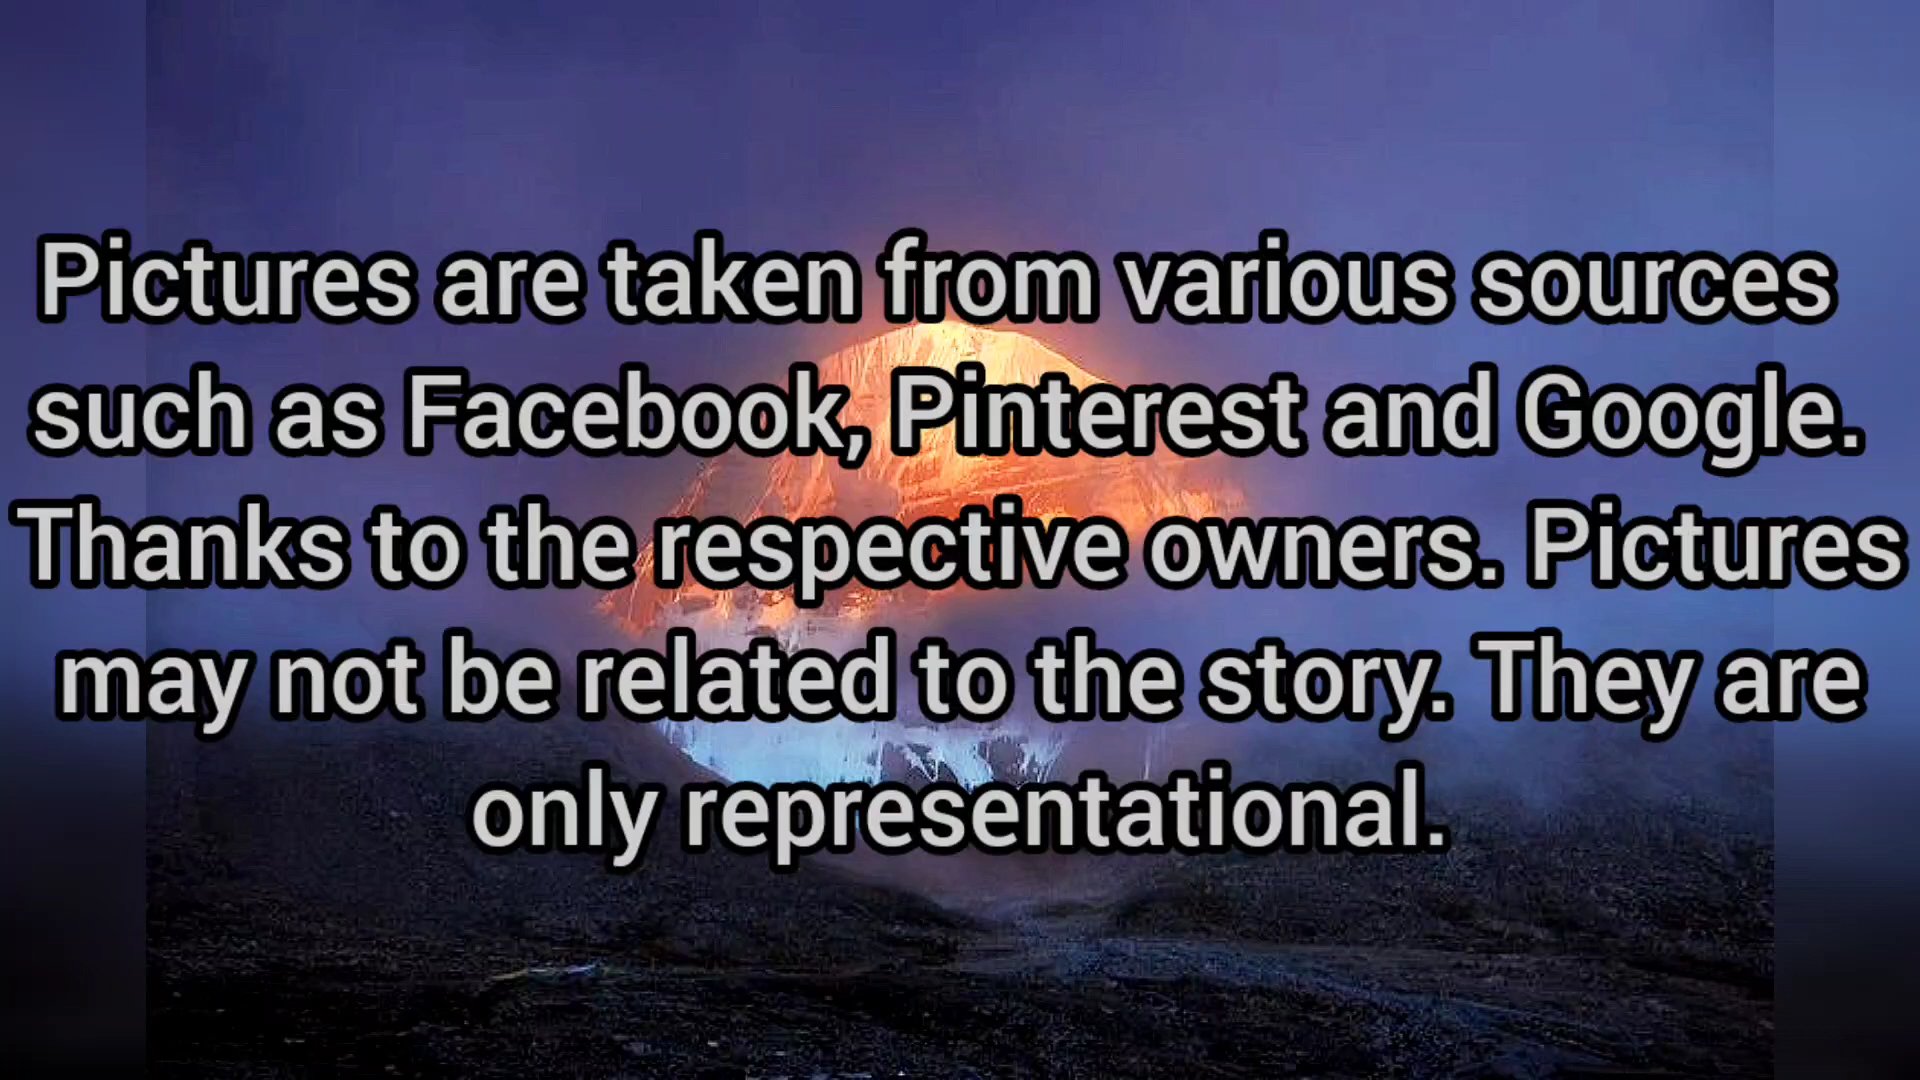 Pictures are taken from various sources
such as Facebook, Pinterest and Google.
Thanks to the respective owners. Pictures
may not be related to the story. They are
only representational.